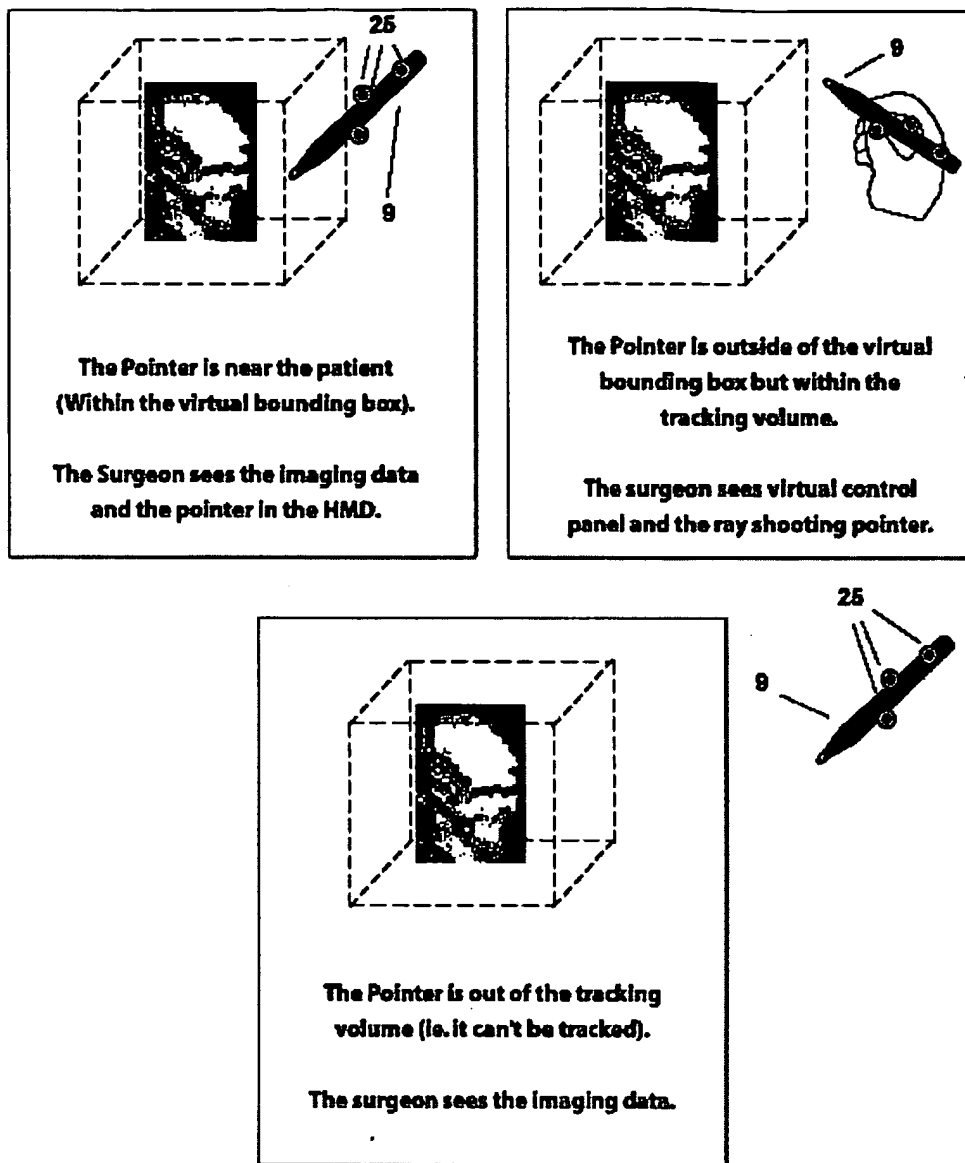 25
9
The Pointer is near the patient
(Within the virtual bounding box).
The Surgeon sees the imaging data
and the pointer in the HMD.
9
The Pointer is outside of the virtual
bounding box but within the
tracking volume.
The surgeon sees virtual control
panel and the ray shooting pointer.
25
9
The Pointer is out of the tracking
volume (ie. it can't be tracked).
The surgeon sees the imaging data.